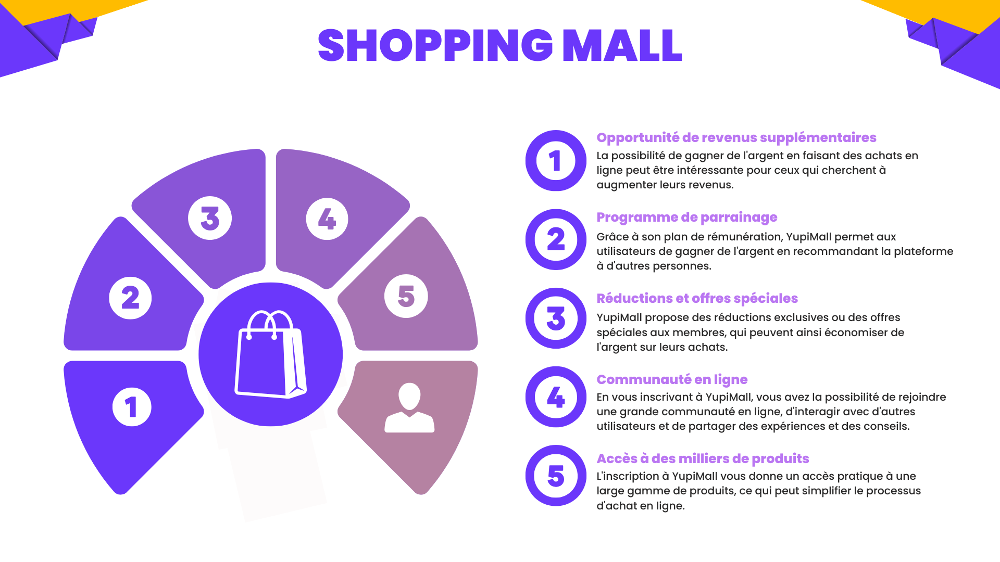 SHOPPING MALL
3
4
2
5
1
1
Opportunité de revenus supplémentaires
La possibilité de gagner de l'argent en faisant des achats en
ligne peut être intéressante pour ceux qui cherchent à
augmenter leurs revenus.
2
Programme de parrainage
Grâce à son plan de rémunération, YupiMall permet aux
utilisateurs de gagner de l'argent en recommandant la plateforme
à d'autres personnes.
3
Réductions et offres spéciales
YupiMall propose des réductions exclusives ou des offres
spéciales aux membres, qui peuvent ainsi économiser de
l'argent sur leurs achats.
4
Communauté en ligne
En vous inscrivant à YupiMall, vous avez la possibilité de rejoindre
une grande communauté en ligne, d'interagir avec d'autres
utilisateurs et de partager des expériences et des conseils.
5
Accès à des milliers de produits
L'inscription à YupiMall vous donne un accès pratique à une
large gamme de produits, ce qui peut simplifier le processus
d'achat en ligne.